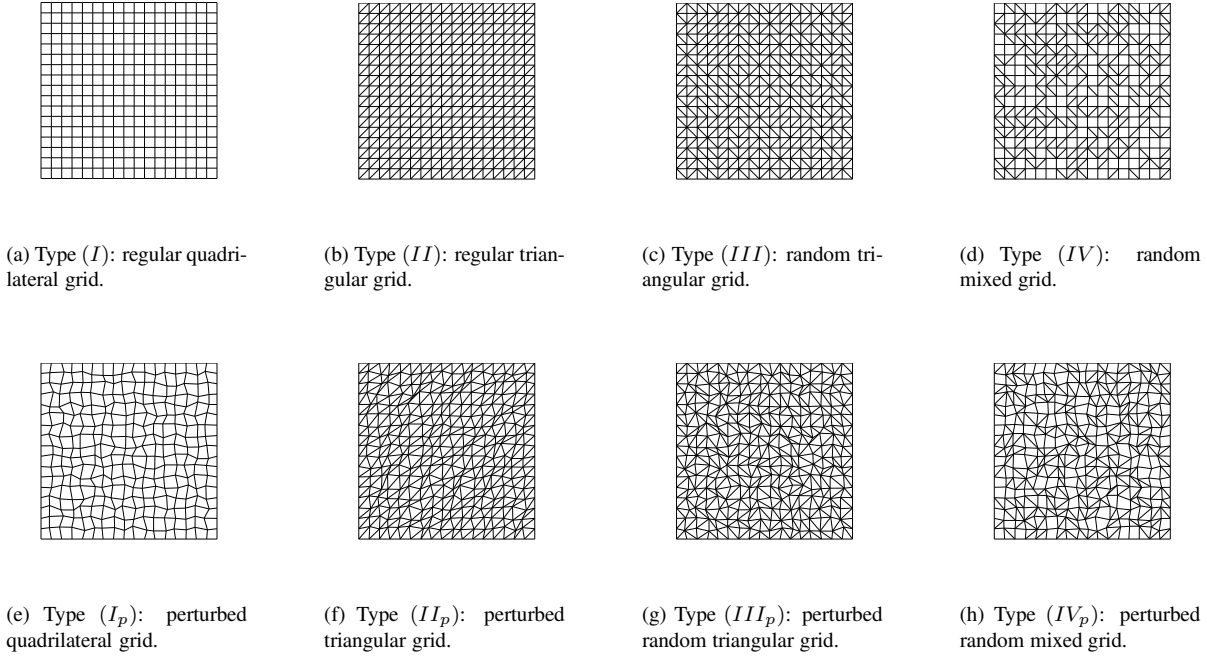 (a) Type (I): regular quadri-
lateral grid.
(b) Type (II): regular trian-
gular grid.
(c) Type (III): random tri-
angular grid.
(d) Type (IV): random
mixed grid.
(e) Type (I_p): perturbed
quadrilateral grid.
(f) Type (II_p): perturbed
triangular grid.
(g) Type (III_p): perturbed
random triangular grid.
(h) Type (IV_p): perturbed
random mixed grid.